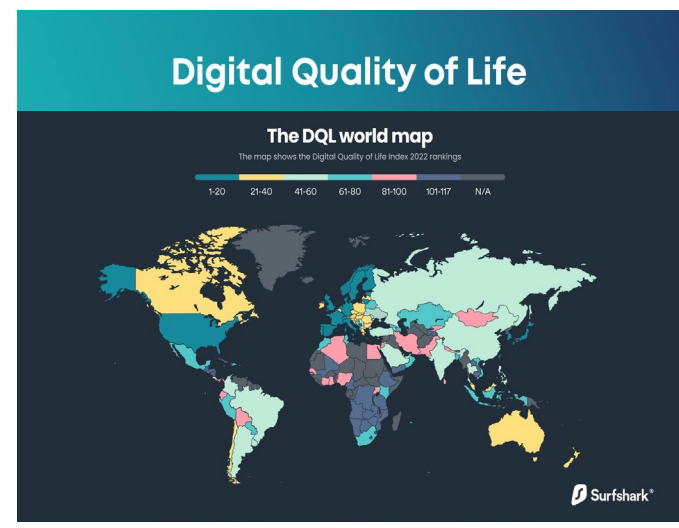 Digital Quality of Life
The DQL world map
The map shows the Digital Quality of Life Index 2022 rankings
1-20 21-40 41-60 61-80 81-100 101-117 N/A
Surfshark®